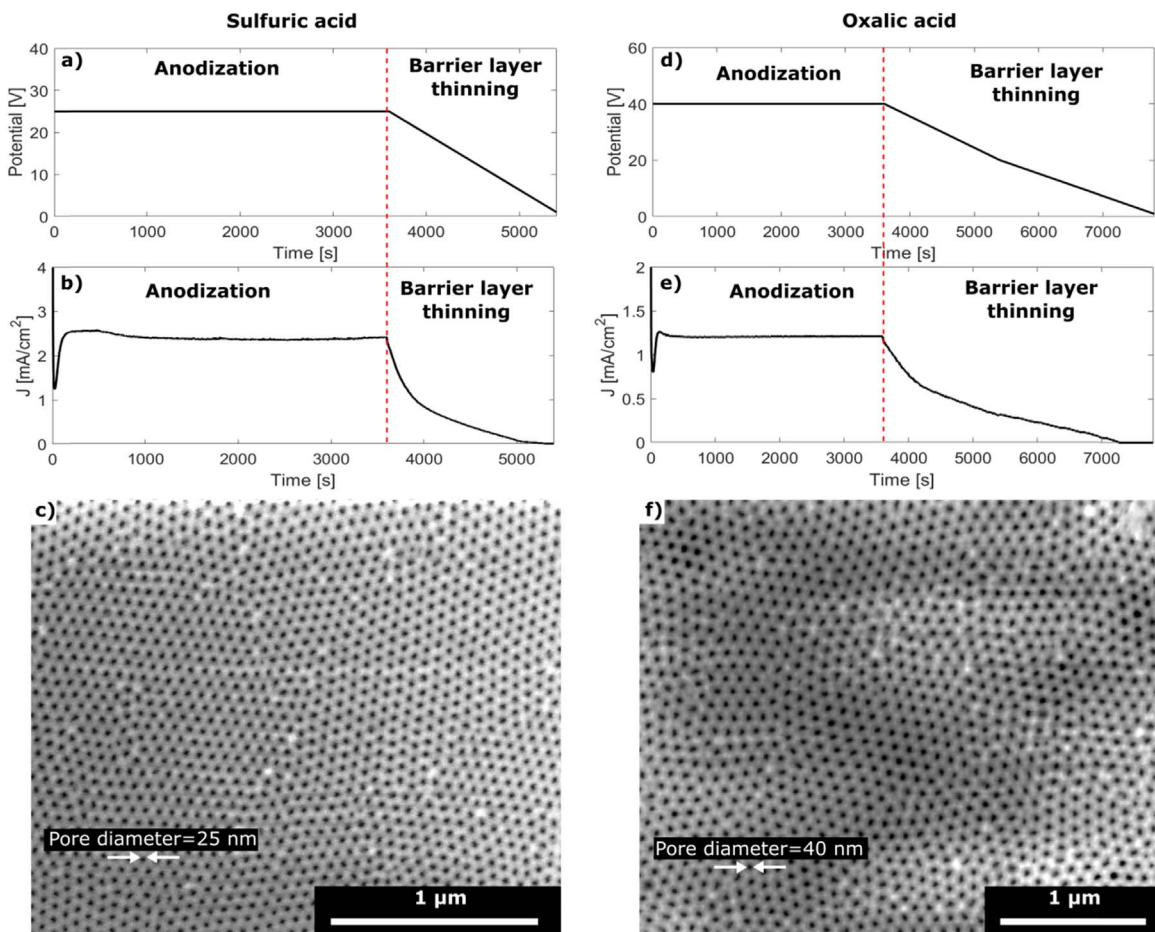 Sulfuric acid
Oxalic acid
a)
Anodization
Barrier layer
thinning
Potential [V]
40
30
20
10
0
0 1000 2000 3000 4000 5000
Time [s]
d)
Anodization
Barrier layer
thinning
Potential [V]
60
40
20
0
0 1000 2000 3000 4000 5000 6000 7000
Time [s]
b)
Anodization
Barrier layer
thinning
J [mA/cm²]
4
3
2
1
0
0 1000 2000 3000 4000 5000
Time [s]
e)
Anodization
Barrier layer
thinning
J [mA/cm²]
2
1.5
1
0.5
0
0 1000 2000 3000 4000 5000 6000 7000
Time [s]
c)
Pore diameter=25 nm
1 µm
f)
Pore diameter=40 nm
1 µm